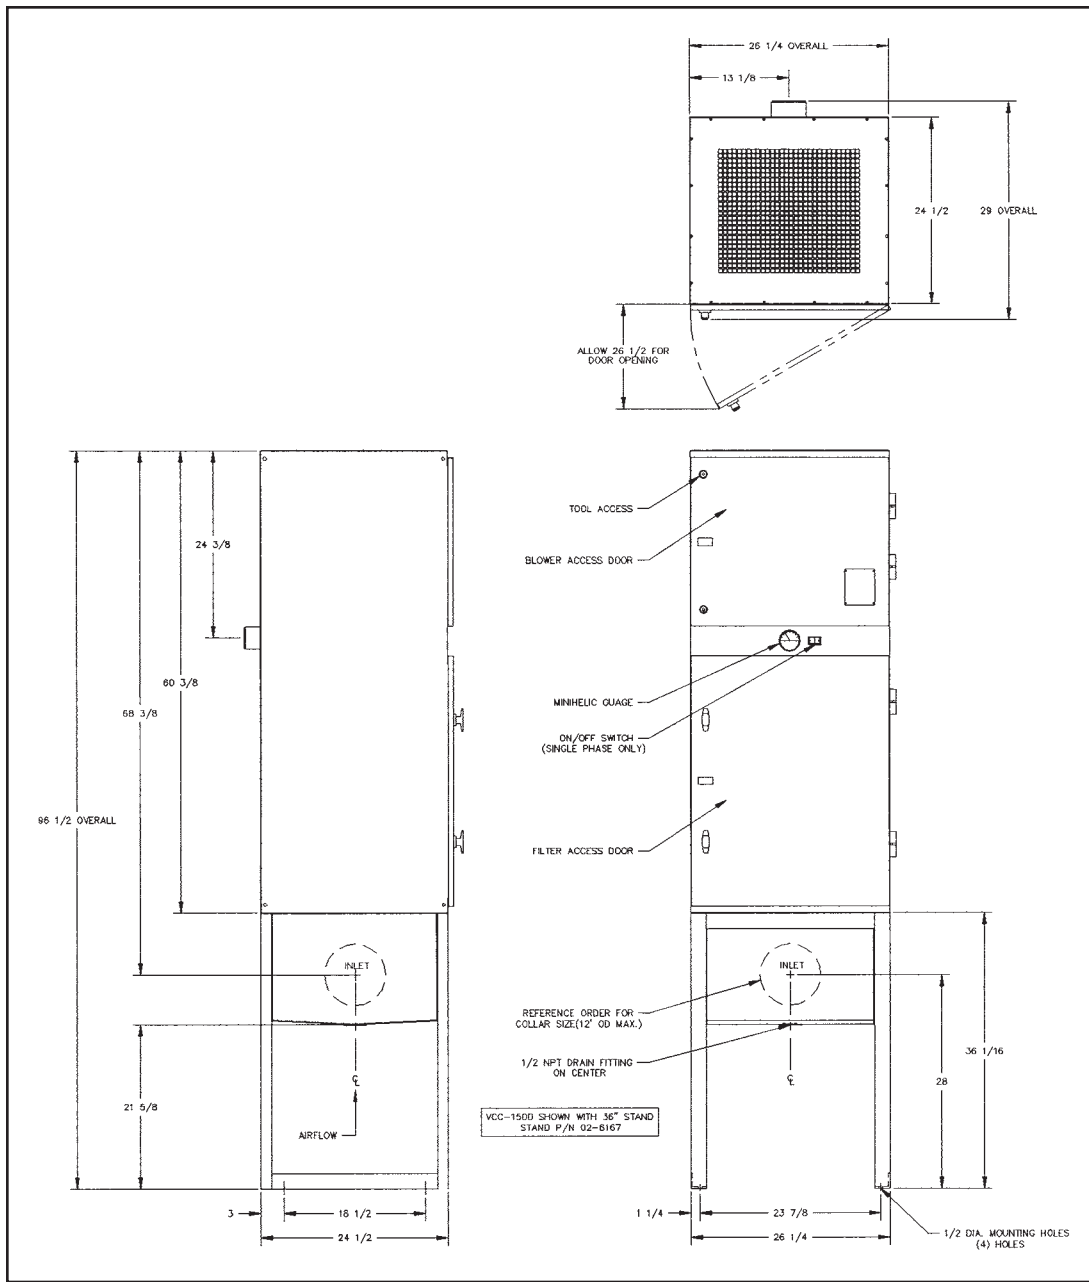 26 1/4 OVERALL
13 1/8
24 1/2
29 OVERALL
ALLOW 26 1/2 FOR
DOOR OPENING
TOOL ACCESS
24 3/8
BLOWER ACCESS DOOR
60 3/8
68 3/8
MINIHELIC GUAGE
ON/OFF SWITCH
(SINGLE PHASE ONLY)
96 1/2 OVERALL
FILTER ACCESS DOOR
INLET
INLET
REFERENCE ORDER FOR
COLLAR SIZE(12" OD MAX.)
36 1/16
1/2 NPT DRAIN FITTING
ON CENTER
28
21 5/8
VCC-1500 SHOWN WITH 36" STAND
STAND P/N 02-6167
AIRFLOW
3
18 1/2
24 1/2
1 1/4
23 7/8
26 1/4
1/2 DIA. MOUNTING HOLES
(4) HOLES